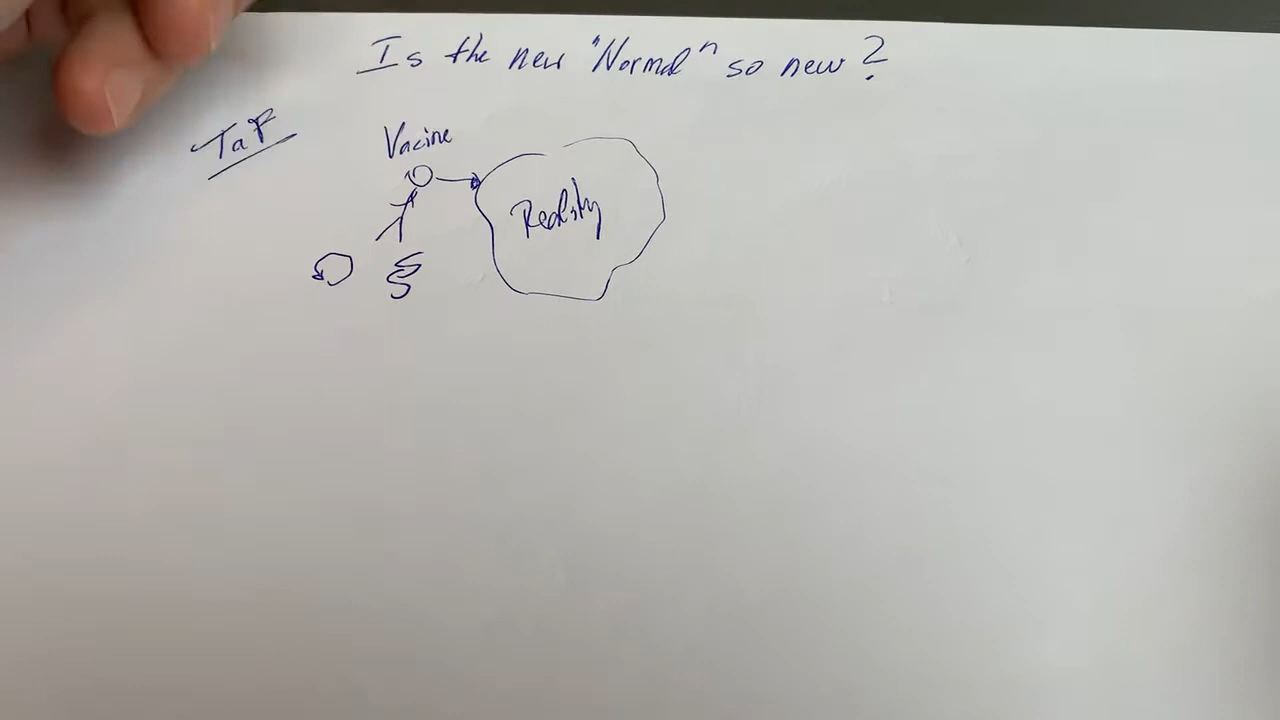 Is the new "Normal" so new?
TaF
Vacine
Reality